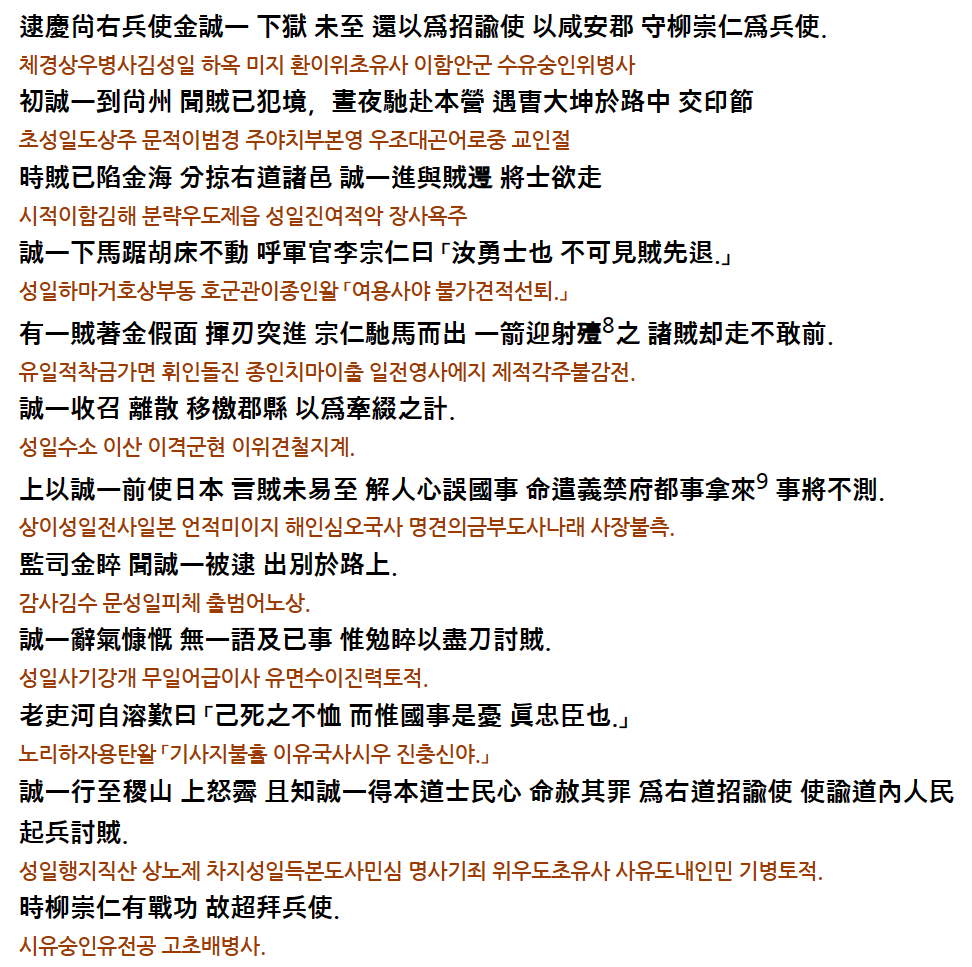 逮慶尙右兵使金誠一 下獄 未至 還以爲招諭使 以咸安郡 守柳崇仁爲兵使.
체경상우병사김성일 하옥 미지 환이위초유사 이함안군 수유숭인위병사
初誠一到尙州 聞賊已犯境, 晝夜馳赴本營 遇曺大坤於路中 交印節
초성일도상주 문적이범경 주야치부본영 우조대곤어로중 교인절
時賊已陷金海 分掠右道諸邑 誠一進與賊遻 將士欲走
시적이함김해 분략우도제읍 성일진여적악 장사욕주
誠一下馬踞胡床不動 呼軍官李宗仁曰「汝勇士也 不可見賊先退.」
성일하마거호상부동 호군관이종인왈「여용사야 불가견적선퇴.」
有一賊著金假面 揮刃突進 宗仁馳馬而出 一箭迎射殪8之 諸賊却走不敢前.
유일적착금가면 휘인돌진 종인치마이출 일전영사에지 제적각주불감전.
誠一收召 離散 移檄郡縣 以爲牽綴之計.
성일수소 이산 이격군현 이위견철지계.
上以誠一前使日本 言賊未易至 解人心誤國事 命遣義禁府都事拿來9 事將不測.
상이성일전사일본 언적미이지 해인심오국사 명견의금부도사나래 사장불측.
監司金睟 聞誠一被逮 出別於路上.
감사김수 문성일피체 출범어노상.
誠一辭氣慷慨 無一語及已事 惟勉睟以盡刀討賊.
성일사기강개 무일어급이사 유면수이진력토적.
老吏河自溶歎曰「己死之不恤 而惟國事是憂 眞忠臣也.」
노리하자용탄왈「기사지불휼 이유국사시우 진충신야.」
誠一行至稷山 上怒霽 且知誠一得本道士民心 命赦其罪 爲右道招諭使 使諭道內人民
起兵討賊.
성일행지직산 상노제 차지성일득본도사민심 명사기죄 위우도초유사 사유도내인민 기병토적.
時柳崇仁有戰功 故超拜兵使.
시유숭인유전공 고초배병사.